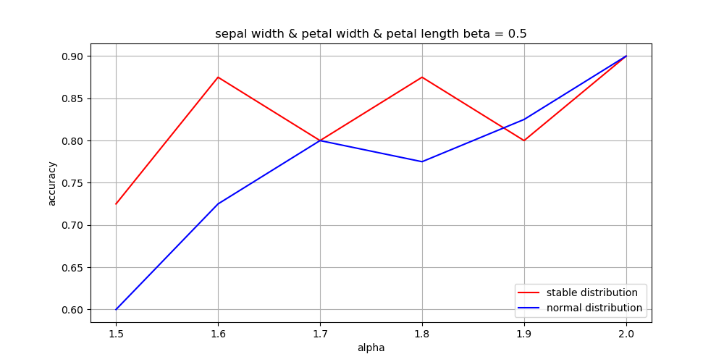 sepal width & petal width & petal length beta = 0.5
accuracy
0.90
0.85
0.80
0.75
0.70
0.65
0.60
stable distribution
normal distribution
1.5 1.6 1.7 1.8 1.9 2.0
alpha